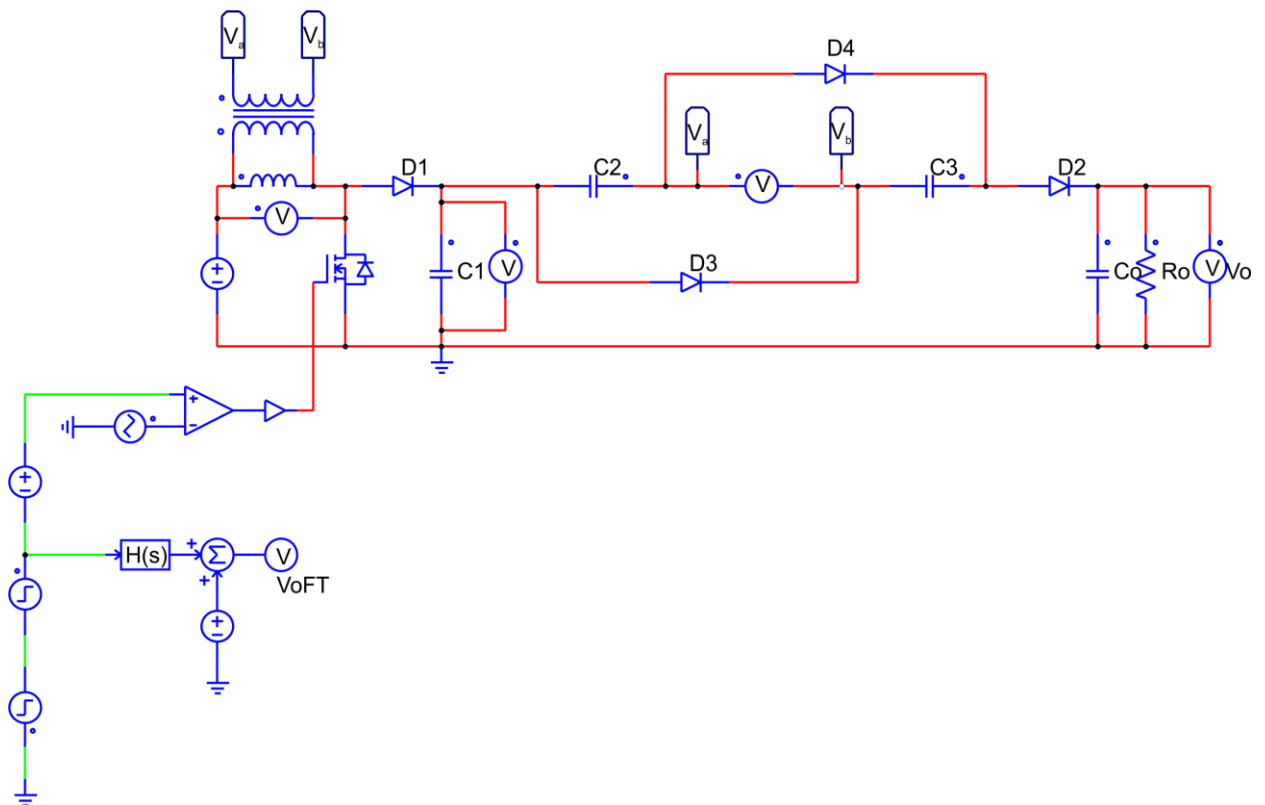 Va Vb
D4
Va Vb
D1 C2 C3 D2
V V
D3
C1 V Co Ro V Vo
+
−
H(s) + Σ V
+ VoFT